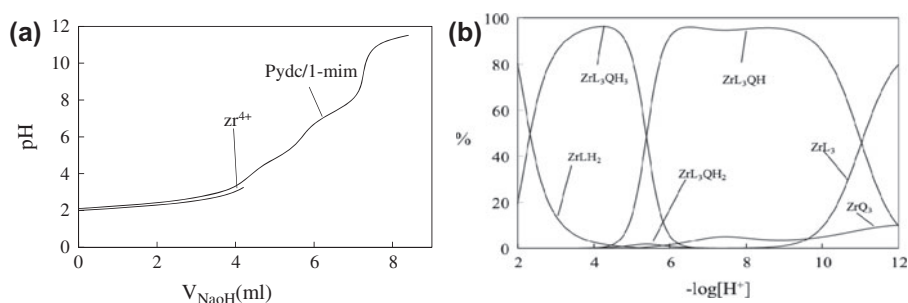 (a)
12
10
8
6
4
2
0
pH
Pydc/1-mim
zr4+
0 2 4 6 8
VNaoH(ml)
(b)
100
80
60
40
20
0
%
ZrL3QH3
ZrL3QH
ZrLH2
ZrL3QH2
ZrL3
ZrQ3
2 4 6 8 10 12
-log[H+]